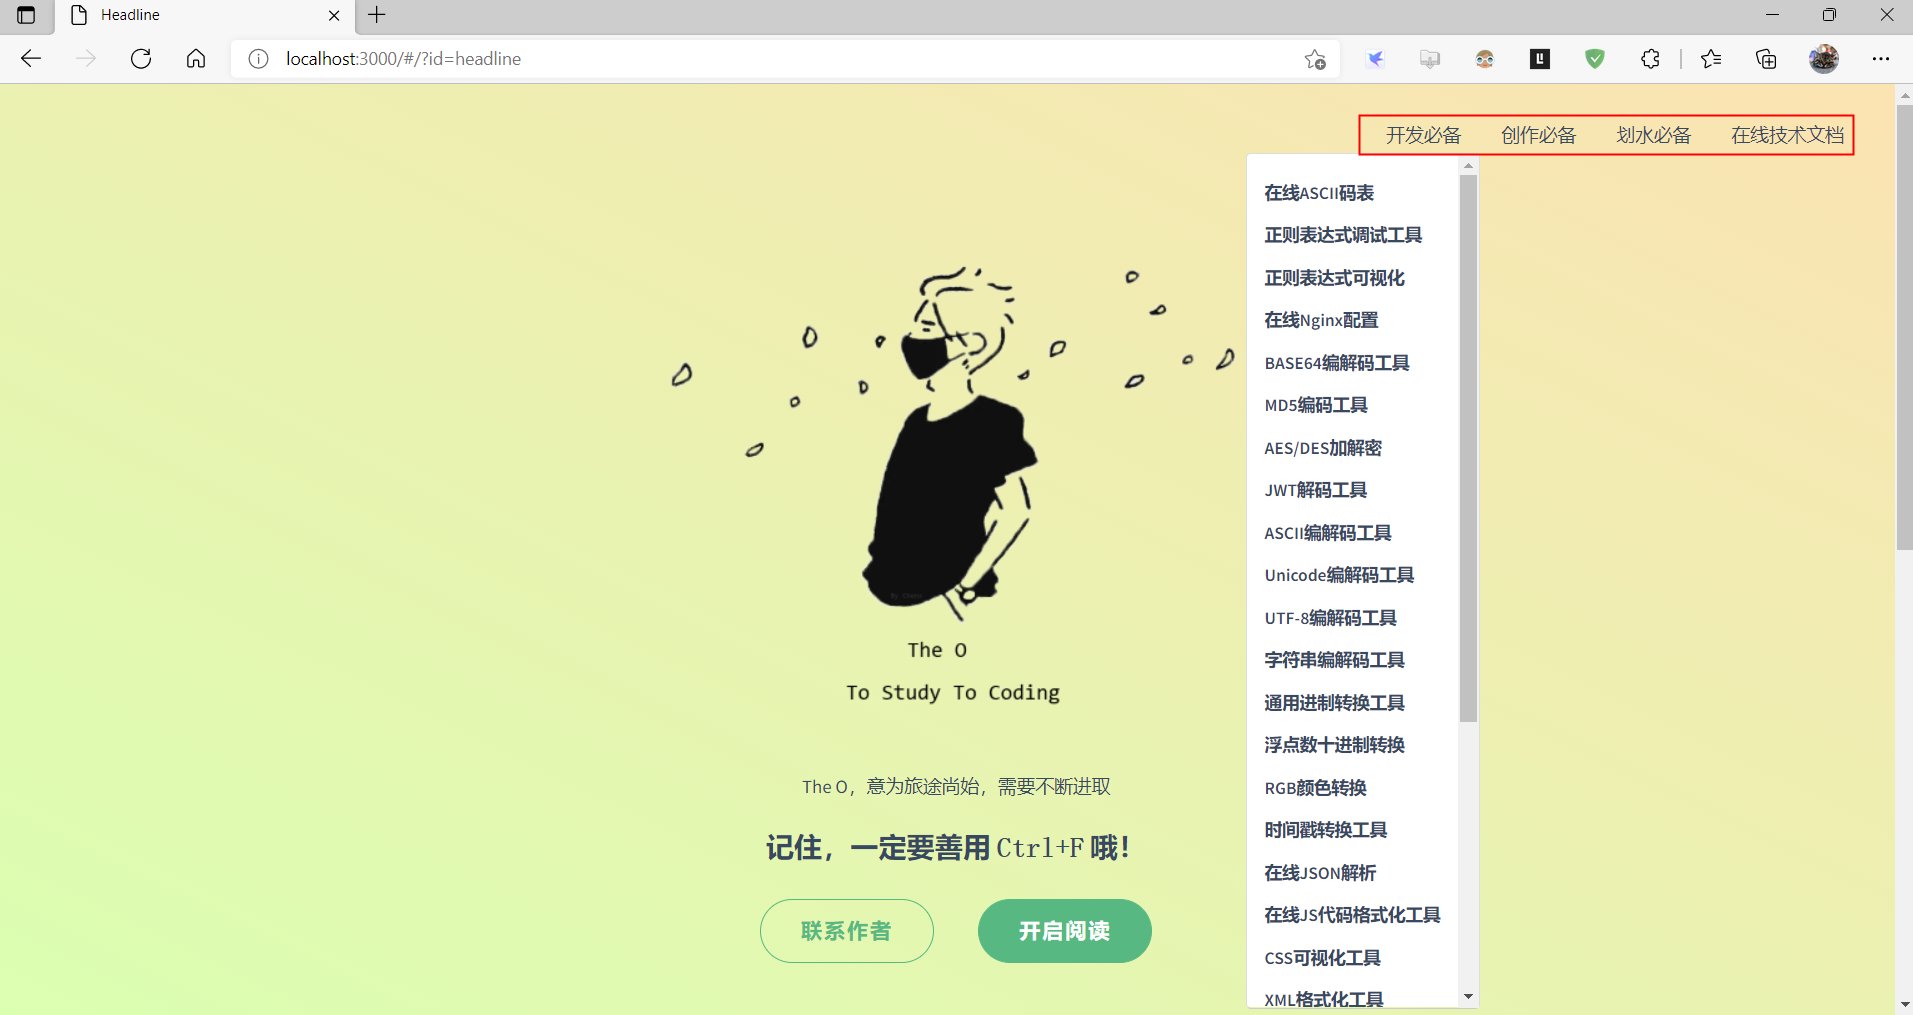 Headline
localhost:3000/#/?id=headline
开发必备 创作必备 划水必备 在线技术文档
在线ASCII码表
正则表达式调试工具
正则表达式可视化
在线Nginx配置
BASE64编解码工具
MD5编码工具
AES/DES加解密
JWT解码工具
ASCII编解码工具
Unicode编解码工具
UTF-8编解码工具
字符串编解码工具
通用进制转换工具
浮点数十进制转换
RGB颜色转换
时间戳转换工具
在线JSON解析
在线JS代码格式化工具
CSS可视化工具
XML格式化工具
The O
To Study To Coding
The O，意为旅途尚始，需要不断进取
记住，一定要善用 Ctrl+F 哦！
联系作者 开启阅读